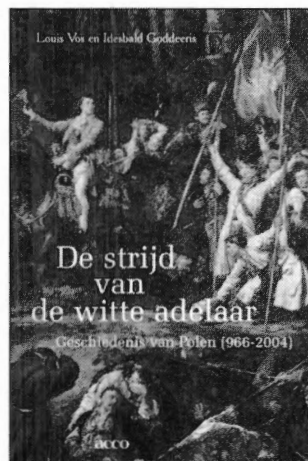 Louis Vos en Idesbald Goddeeris
De strijd
van
de witte adelaar
Geschiedenis van Polen (966-2004)
acco